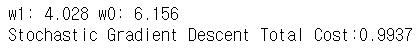 w1: 4.028 w0: 6.156
Stochastic Gradient Descent Total Cost:0.9937